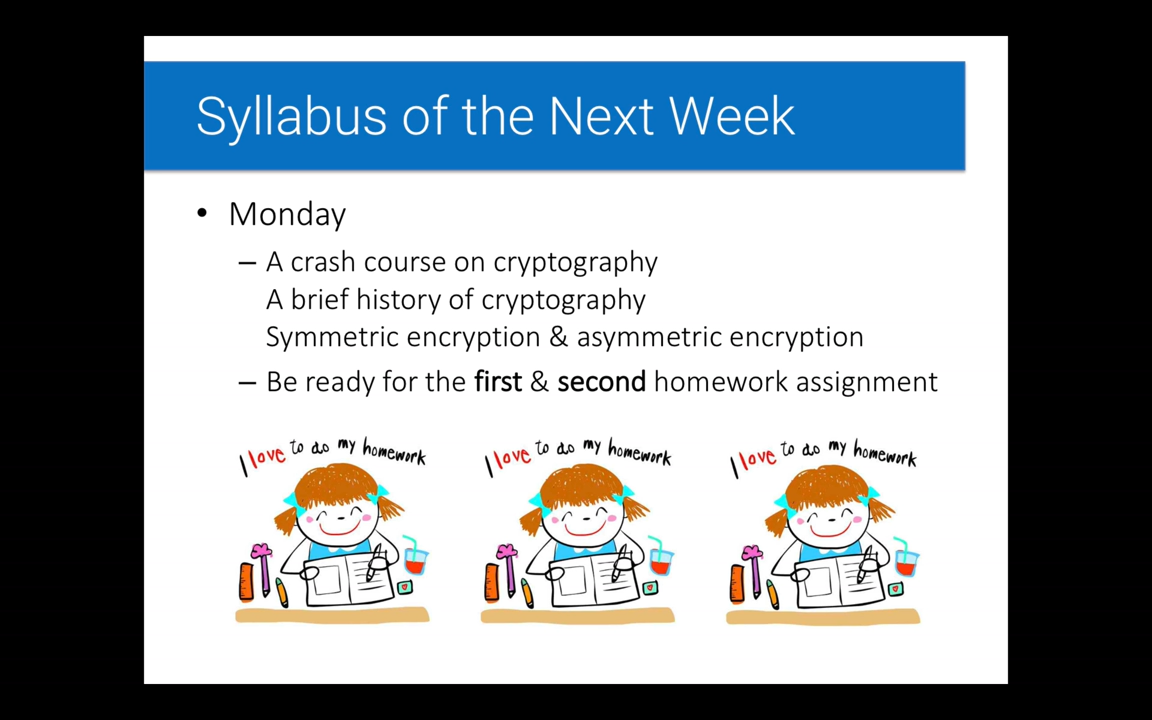 Syllabus of the Next Week
• Monday
– A crash course on cryptography
A brief history of cryptography
Symmetric encryption & asymmetric encryption
– Be ready for the first & second homework assignment
I love to do my homework
I love to do my homework
I love to do my homework